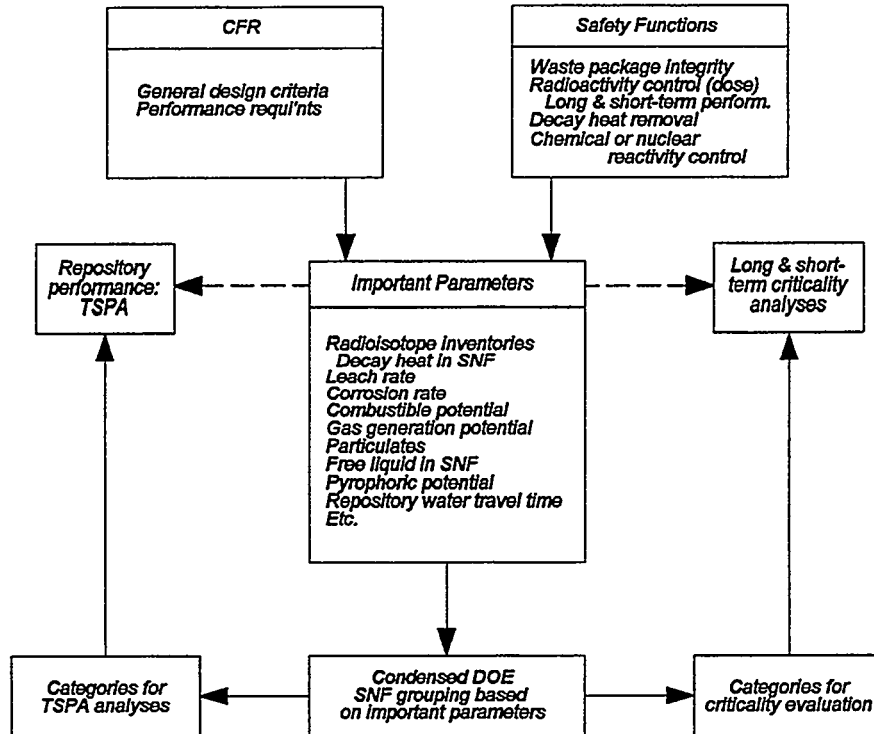 CFR
General design criteria
Performance requi'nts
Safety Functions
Waste package integrity
Radioactivity control (dose)
Long & short-term perform.
Decay heat removal
Chemical or nuclear
reactivity control
Repository
performance:
TSPA
Important Parameters
Radioisotope inventories
Decay heat in SNF
Leach rate
Corrosion rate
Combustible potential
Gas generation potential
Particulates
Free liquid in SNF
Pyrophoric potential
Repository water travel time
Etc.
Long & short-
term criticality
analyses
Categories for
TSPA analyses
Condensed DOE
SNF grouping based
on important parameters
Categories for
criticality evaluation